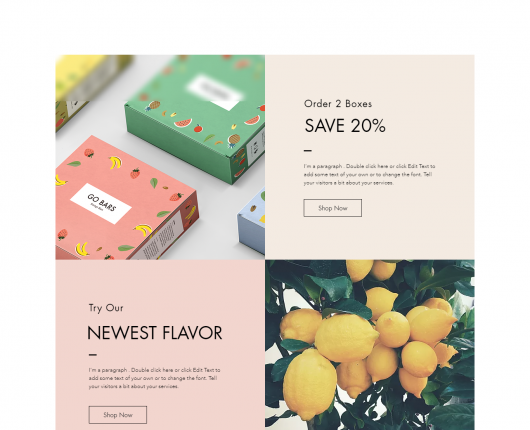 GO BARS
Order 2 Boxes
SAVE 20%
I'm a paragraph. Double click here or click Edit Text to
add some text of your own or to change the font. Tell
your visitors a bit about your services.
Shop Now
Try Our
NEWEST FLAVOR
I'm a paragraph. Double click here or click Edit Text to
add some text of your own or to change the font. Tell
your visitors a bit about your services.
Shop Now